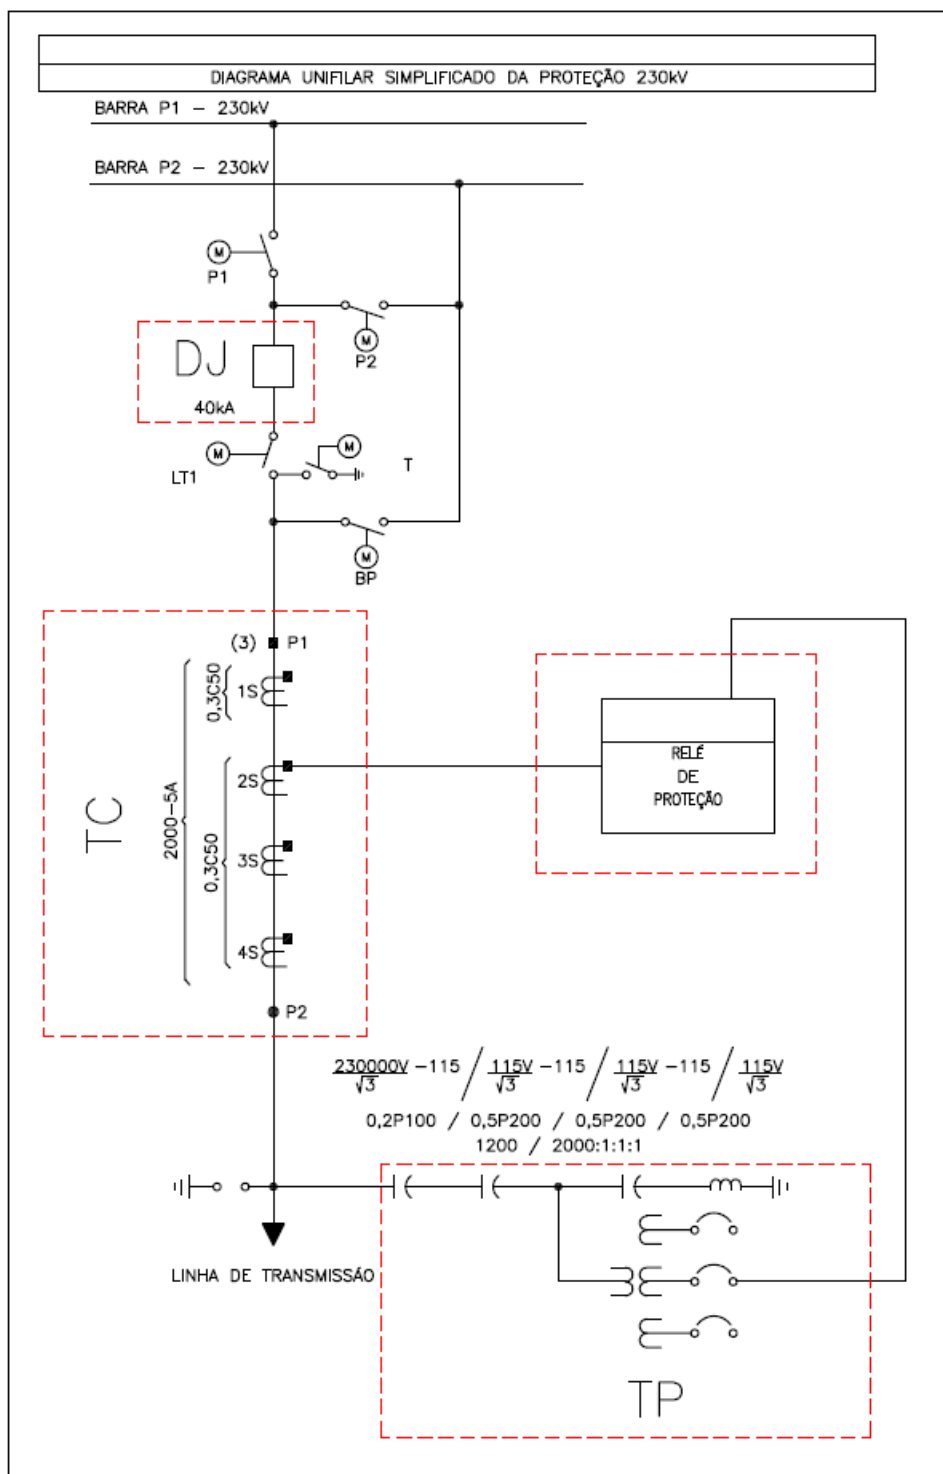 DIAGRAMA UNIFILAR SIMPLIFICADO DA PROTEÇÃO 230kV
BARRA P1 – 230kV
BARRA P2 – 230kV
M
P1
M
P2
DJ
40kA
M
LT1
M
T
M
BP
(3) P1
0,3C50
1S
2S
TC
2000–5A
0,3C50
3S
4S
P2
RELÉ
DE
PROTEÇÃO
230000V/√3 –115 / 115V/√3 –115 / 115V/√3 –115 / 115V/√3
0,2P100 / 0,5P200 / 0,5P200 / 0,5P200
1200 / 2000:1:1:1
LINHA DE TRANSMISSÁO
TP